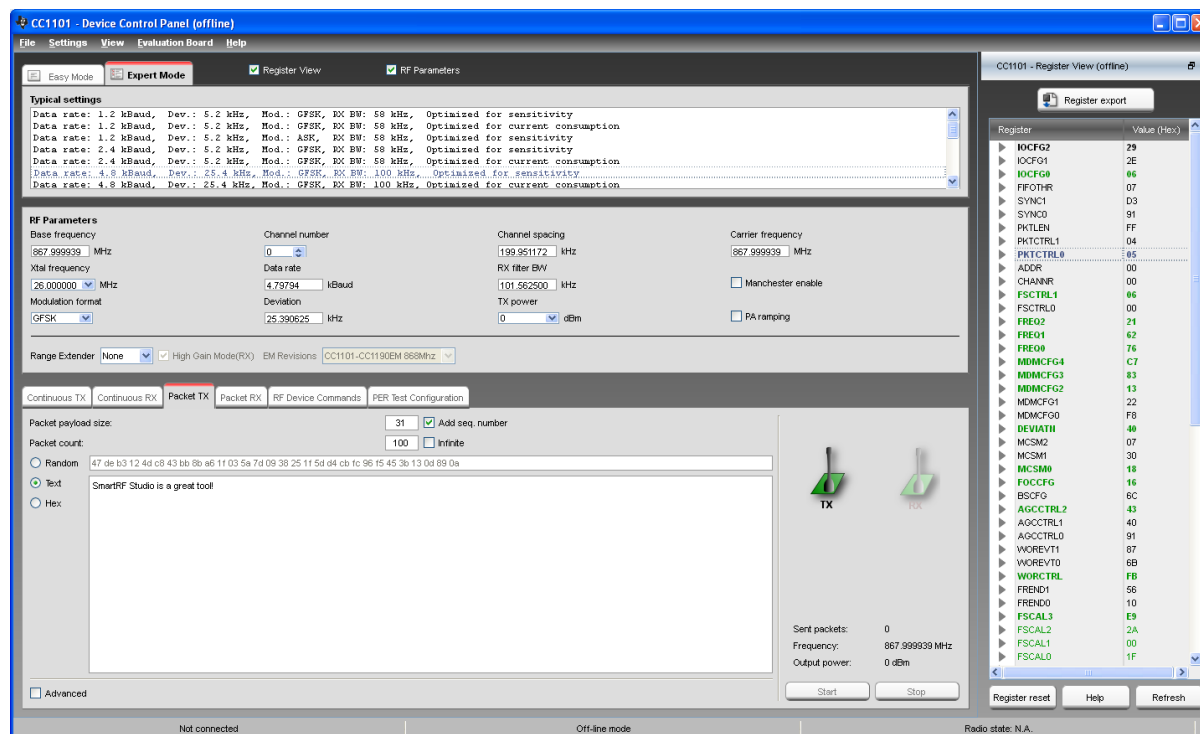 CC1101 - Device Control Panel (offline)
File Settings View Evaluation Board Help
Easy Mode Expert Mode Register View RF Parameters
Typical settings
Data rate: 1.2 kBaud, Dev.: 5.2 kHz, Mod.: GFSK, RX BW: 58 kHz, Optimized for sensitivity
Data rate: 1.2 kBaud, Dev.: 5.2 kHz, Mod.: GFSK, RX BW: 58 kHz, Optimized for current consumption
Data rate: 1.2 kBaud, Dev.: 5.2 kHz, Mod.: ASK, RX BW: 58 kHz, Optimized for sensitivity
Data rate: 2.4 kBaud, Dev.: 5.2 kHz, Mod.: GFSK, RX BW: 58 kHz, Optimized for sensitivity
Data rate: 2.4 kBaud, Dev.: 5.2 kHz, Mod.: GFSK, RX BW: 58 kHz, Optimized for current consumption
Data rate: 4.8 kBaud, Dev.: 25.4 kHz, Mod.: GFSK, RX BW: 100 kHz, Optimized for sensitivity
Data rate: 4.8 kBaud, Dev.: 25.4 kHz, Mod.: GFSK, RX BW: 100 kHz, Optimized for current consumption
RF Parameters
Base frequency Channel number Channel spacing Carrier frequency
867.999939 MHz 0 199.951172 kHz 867.999939 MHz
Xtal frequency Data rate RX filter BW
26.000000 MHz 4.79794 kBaud 101.562500 kHz Manchester enable
Modulation format Deviation TX power
GFSK 25.390625 kHz 0 dBm PA ramping
Range Extender None High Gain Mode(RX) EM Revisions CC1101-CC1190EM 868Mhz
Continuous TX Continuous RX Packet TX Packet RX RF Device Commands PER Test Configuration
Packet payload size: 31 Add seq. number
Packet count: 100 Infinite
Random 47 de b3 12 4d c8 43 bb 8b a6 1f 03 5a 7d 09 38 25 1f 5d d4 cb fc 96 f5 45 3b 13 0d 89 0a
Text SmartRF Studio is a great tool!
Hex
TX RX
Sent packets: 0
Frequency: 867.999939 MHz
Output power: 0 dBm
Advanced
Start Stop
CC1101 - Register View (offline)
Register export
Register Value (Hex)
IOCFG2 29
IOCFG1 2E
IOCFG0 06
FIFOTHR 07
SYNC1 D3
SYNC0 91
PKTLEN FF
PKTCTRL1 04
PKTCTRL0 05
ADDR 00
CHANNR 00
FSCTRL1 06
FSCTRL0 00
FREQ2 21
FREQ1 62
FREQ0 76
MDMCFG4 C7
MDMCFG3 83
MDMCFG2 13
MDMCFG1 22
MDMCFG0 F8
DEVIATN 40
MCSM2 07
MCSM1 30
MCSM0 18
FOCCFG 16
BSCFG 6C
AGCCTRL2 43
AGCCTRL1 40
AGCCTRL0 91
WOREVT1 87
WOREVT0 6B
WORCTRL FB
FREND1 56
FREND0 10
FSCAL3 E9
FSCAL2 2A
FSCAL1 00
FSCAL0 1F
Register reset Help Refresh
Not connected Off-line mode Radio state: N.A.